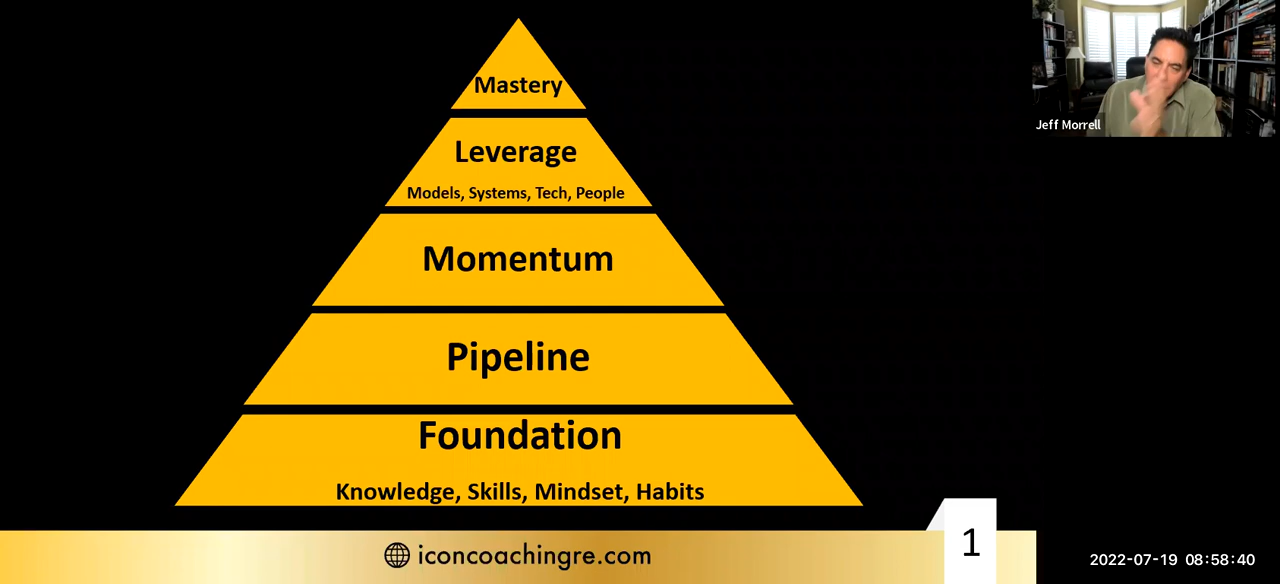 Mastery
Leverage
Models, Systems, Tech, People
Momentum
Pipeline
Foundation
Knowledge, Skills, Mindset, Habits
iconcoachingre.com
1
Jeff Morrell
2022-07-19 08:58:40